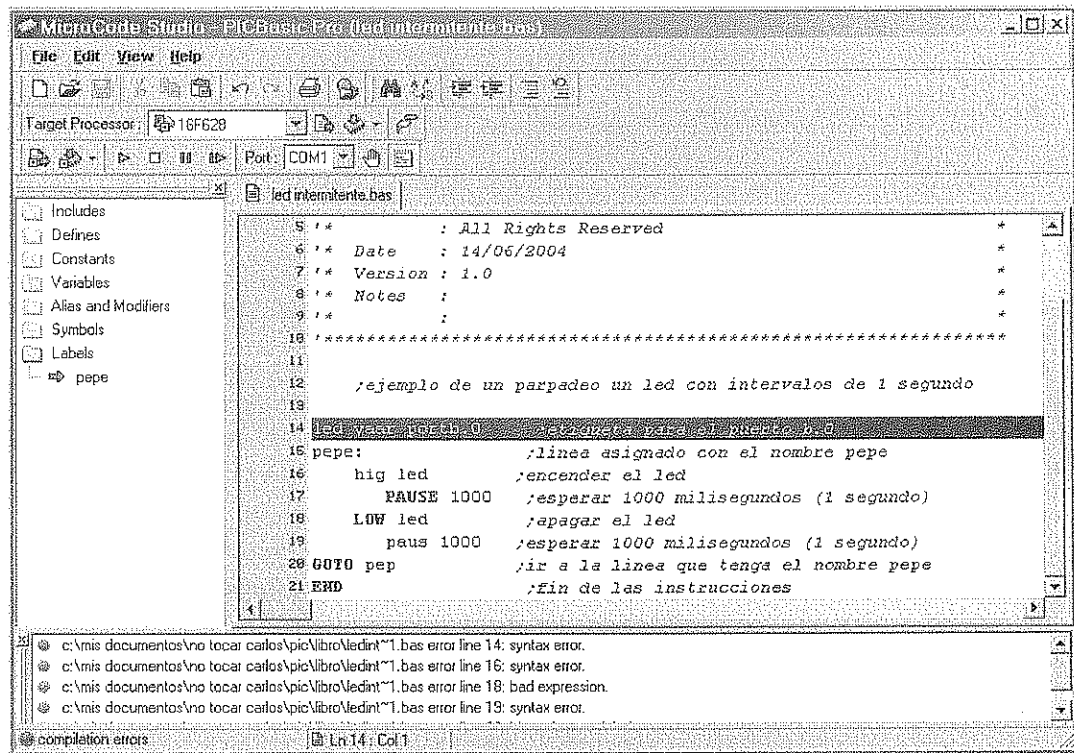 MicroCode Studio - PICBasic Pro (led intermitente.bas)
File Edit View Help
Target Processor: 16F628
Port: COM1
Includes
Defines
Constants
Variables
Alias and Modifiers
Symbols
Labels
pepe
led intermitente.bas
5 '* : All Rights Reserved *
6 '* Date : 14/06/2004 *
7 '* Version : 1.0 *
8 '* Notes : *
9 '* : *
10 '****************************************************************
11
12 ;ejemplo de un parpadeo un led con intervalos de 1 segundo
13
14 led vaar portb.0 ;etiqueta para el puerto b.0
15 pepe: ;linea asignado con el nombre pepe
16 hig led ;encender el led
17 PAUSE 1000 ;esperar 1000 milisegundos (1 segundo)
18 LOW led ;apagar el led
19 paus 1000 ;esperar 1000 milisegundos (1 segundo)
20 GOTO pep ;ir a la linea que tenga el nombre pepe
21 END ;fin de las instrucciones
c:\mis documentos\no tocar carlos\pic\libro\ledint~1.bas error line 14: syntax error.
c:\mis documentos\no tocar carlos\pic\libro\ledint~1.bas error line 16: syntax error.
c:\mis documentos\no tocar carlos\pic\libro\ledint~1.bas error line 18: bad expression.
c:\mis documentos\no tocar carlos\pic\libro\ledint~1.bas error line 19: syntax error.
compilation errors Ln 14 : Col 1